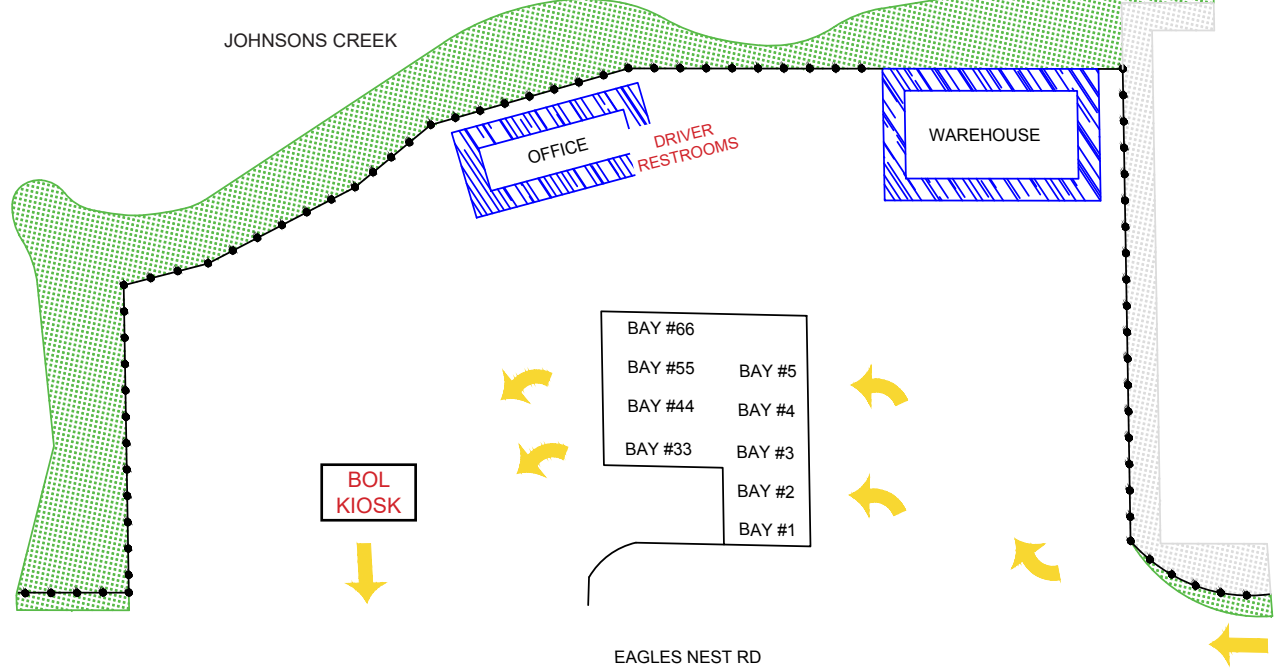 JOHNSONS CREEK
OFFICE
DRIVER
RESTROOMS
WAREHOUSE
BAY #66
BAY #55
BAY #5
BAY #44
BAY #4
BAY #33
BAY #3
BAY #2
BAY #1
BOL
KIOSK
EAGLES NEST RD